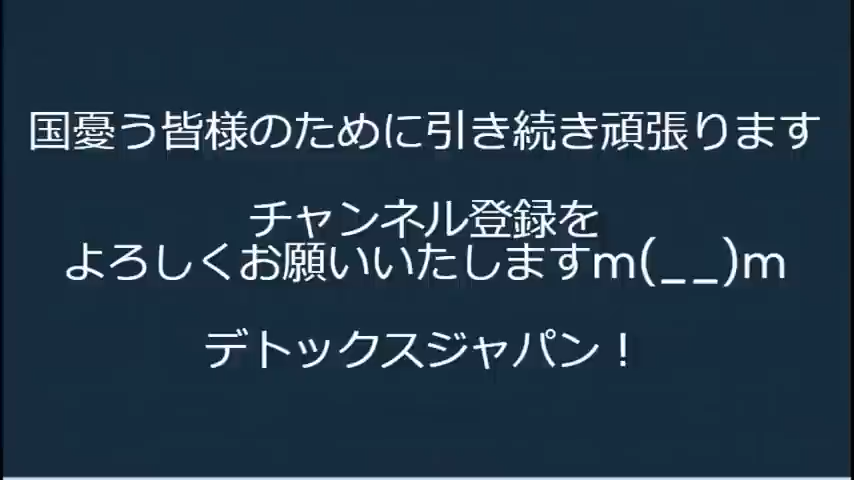 国憂う皆様のために引き続き頑張ります
チャンネル登録を
よろしくお願いいたしますm(__)m
デトックスジャパン！